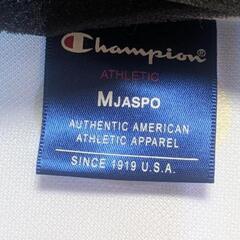 Champion
ATHLETIC
MJASPO
AUTHENTIC AMERICAN
ATHLETIC APPAREL
SINCE 1919 U.S.A.